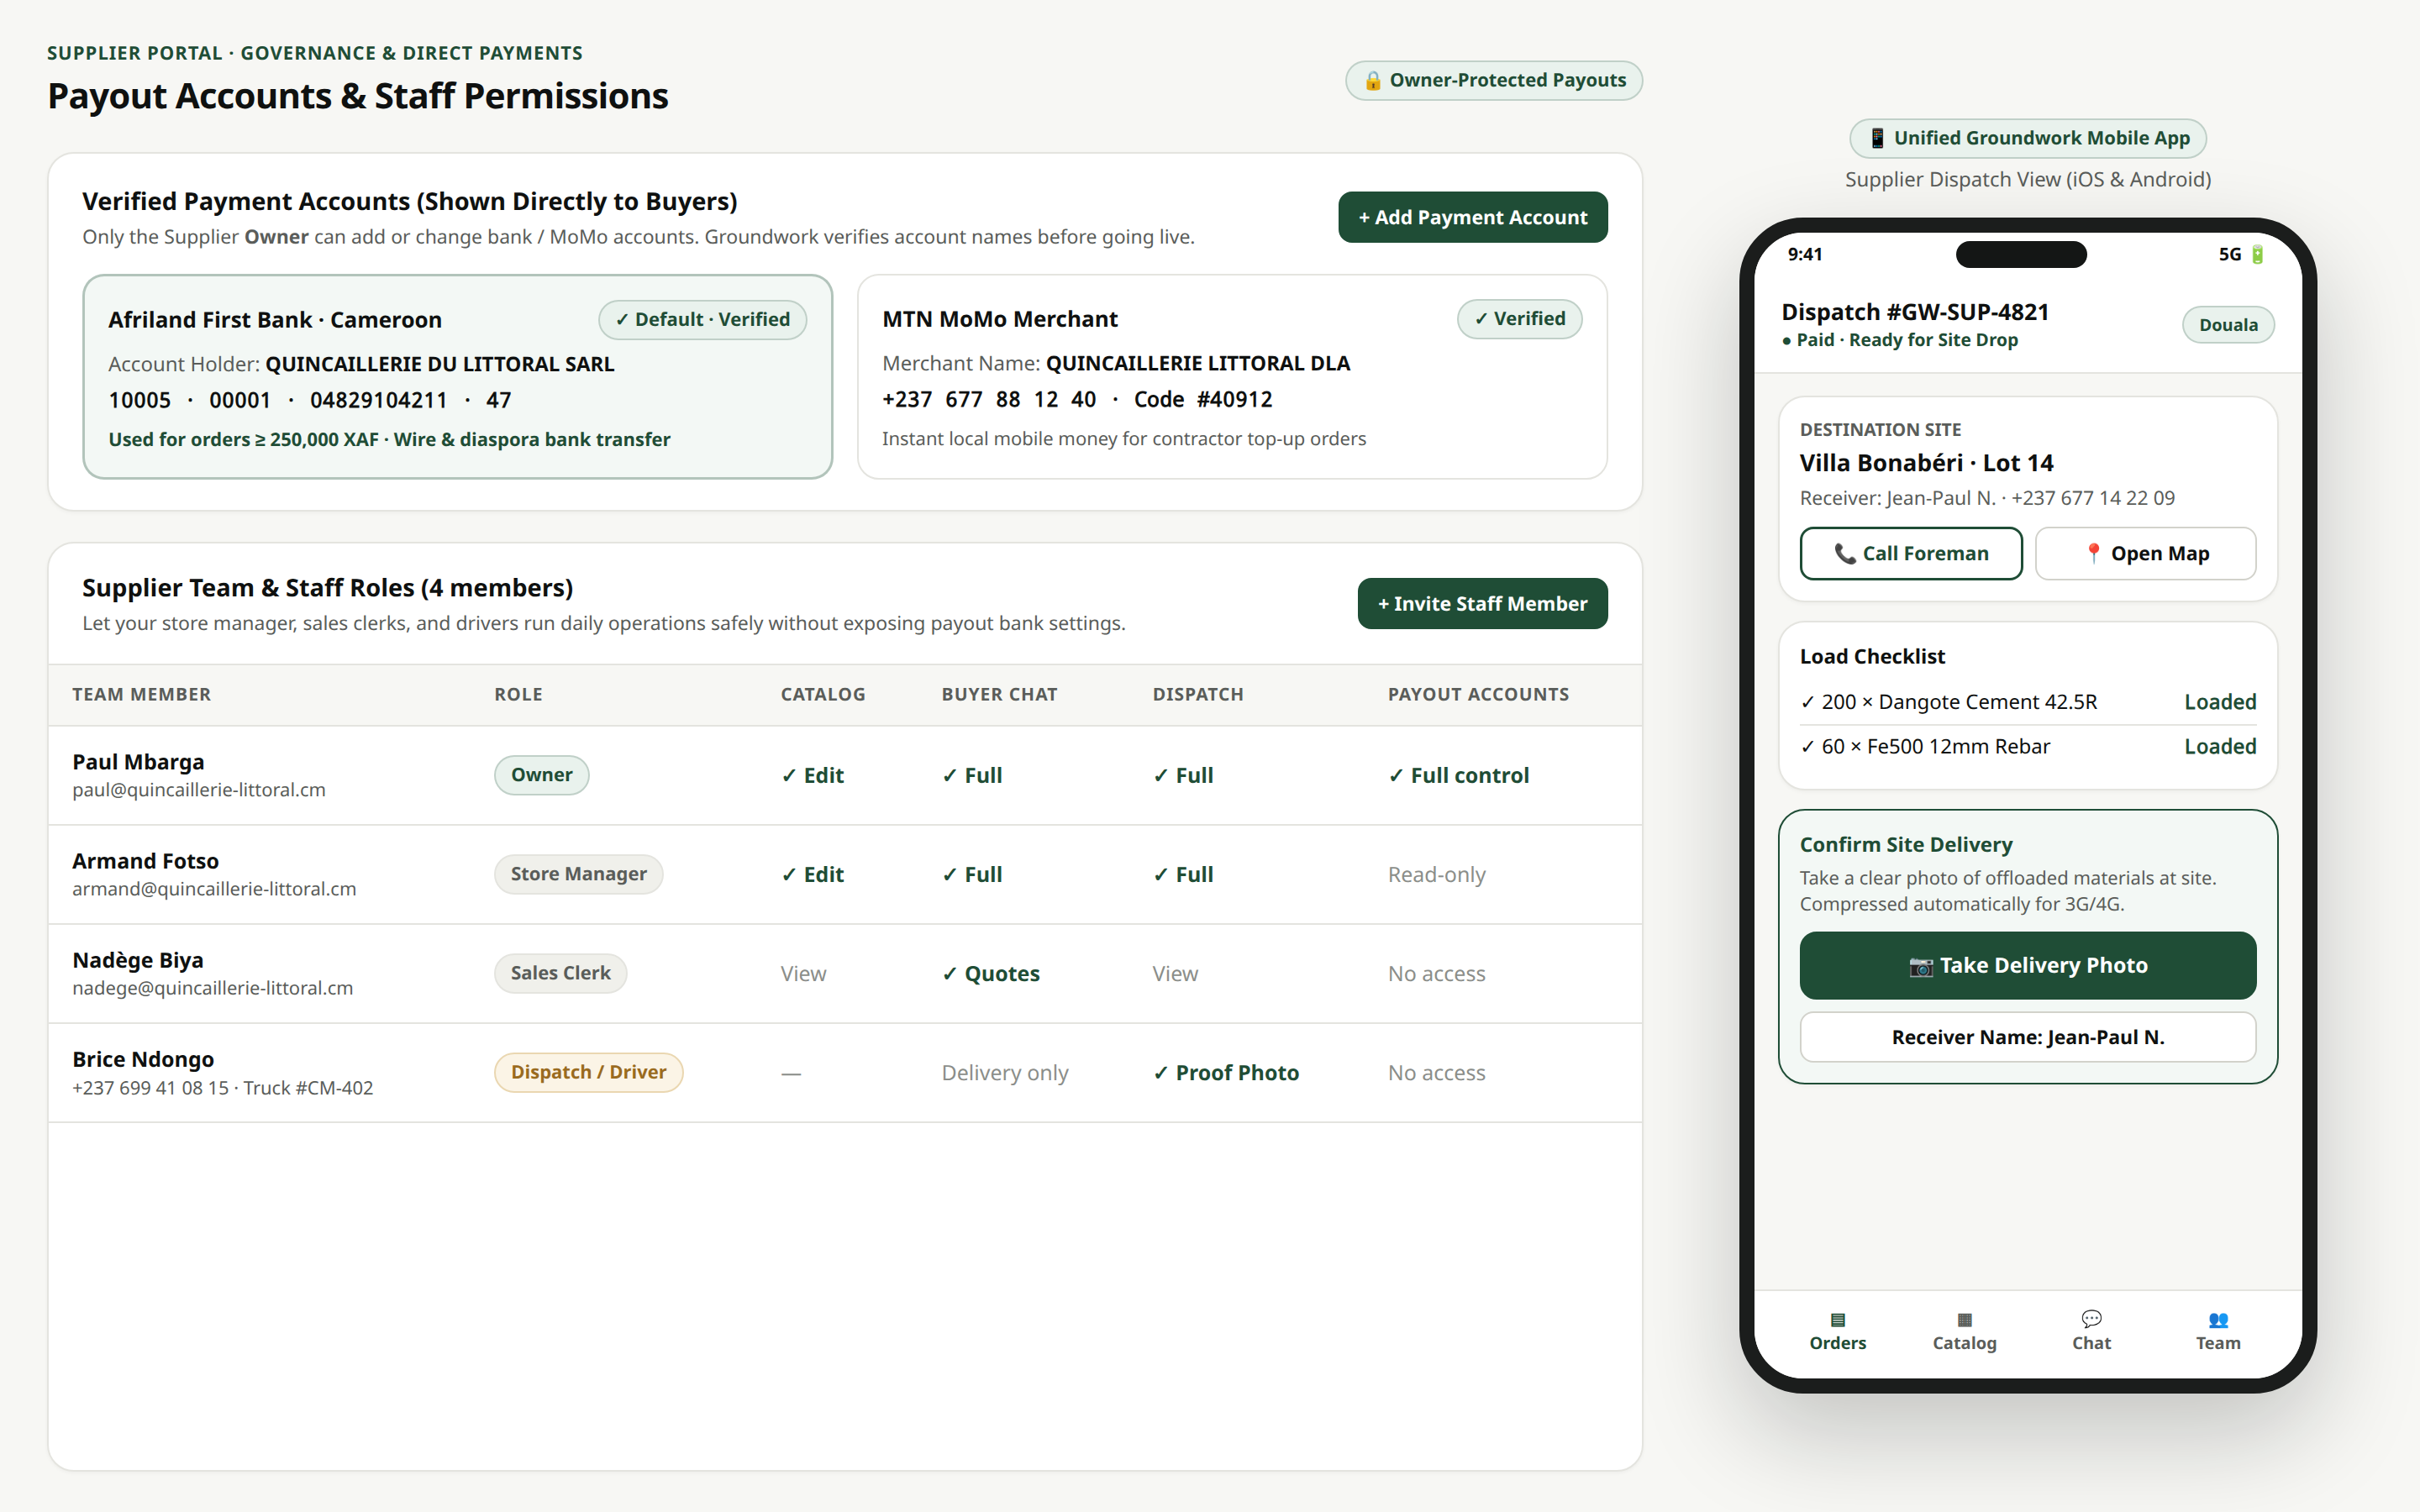 SUPPLIER PORTAL · GOVERNANCE & DIRECT PAYMENTS
Payout Accounts & Staff Permissions
🔒 Owner-Protected Payouts
Verified Payment Accounts (Shown Directly to Buyers)
Only the Supplier Owner can add or change bank / MoMo accounts. Groundwork verifies account names before going live.
+ Add Payment Account
Afriland First Bank · Cameroon
✓ Default · Verified
Account Holder: QUINCAILLERIE DU LITTORAL SARL
10005 · 00001 · 04829104211 · 47
Used for orders ≥ 250,000 XAF · Wire & diaspora bank transfer
MTN MoMo Merchant
✓ Verified
Merchant Name: QUINCAILLERIE LITTORAL DLA
+237 677 88 12 40 · Code #40912
Instant local mobile money for contractor top-up orders
Supplier Team & Staff Roles (4 members)
Let your store manager, sales clerks, and drivers run daily operations safely without exposing payout bank settings.
+ Invite Staff Member
TEAM MEMBER ROLE CATALOG BUYER CHAT DISPATCH PAYOUT ACCOUNTS
Paul Mbarga
paul@quincaillerie-littoral.cm
Owner ✓ Edit ✓ Full ✓ Full ✓ Full control
Armand Fotso
armand@quincaillerie-littoral.cm
Store Manager ✓ Edit ✓ Full ✓ Full Read-only
Nadège Biya
nadege@quincaillerie-littoral.cm
Sales Clerk View ✓ Quotes View No access
Brice Ndongo
+237 699 41 08 15 · Truck #CM-402
Dispatch / Driver — Delivery only ✓ Proof Photo No access
📱 Unified Groundwork Mobile App
Supplier Dispatch View (iOS & Android)
9:41 5G 🔋
Dispatch #GW-SUP-4821
● Paid · Ready for Site Drop
Douala
DESTINATION SITE
Villa Bonabéri · Lot 14
Receiver: Jean-Paul N. · +237 677 14 22 09
📞 Call Foreman 📍 Open Map
Load Checklist
✓ 200 × Dangote Cement 42.5R Loaded
✓ 60 × Fe500 12mm Rebar Loaded
Confirm Site Delivery
Take a clear photo of offloaded materials at site.
Compressed automatically for 3G/4G.
📷 Take Delivery Photo
Receiver Name: Jean-Paul N.
Orders Catalog Chat Team